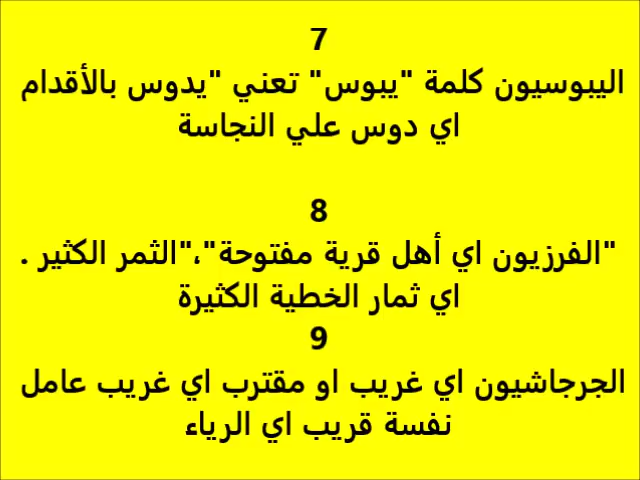 7
اليبوسيون كلمة "يبوس" تعني "يدوس بالأقدام
اي دوس علي النجاسة
8
"الفرزيون اي أهل قرية مفتوحة"،"الثمر الكثير .
اي ثمار الخطية الكثيرة
9
الجرجاشيون اي غريب او مقترب اي غريب عامل
نفسة قريب اي الرياء